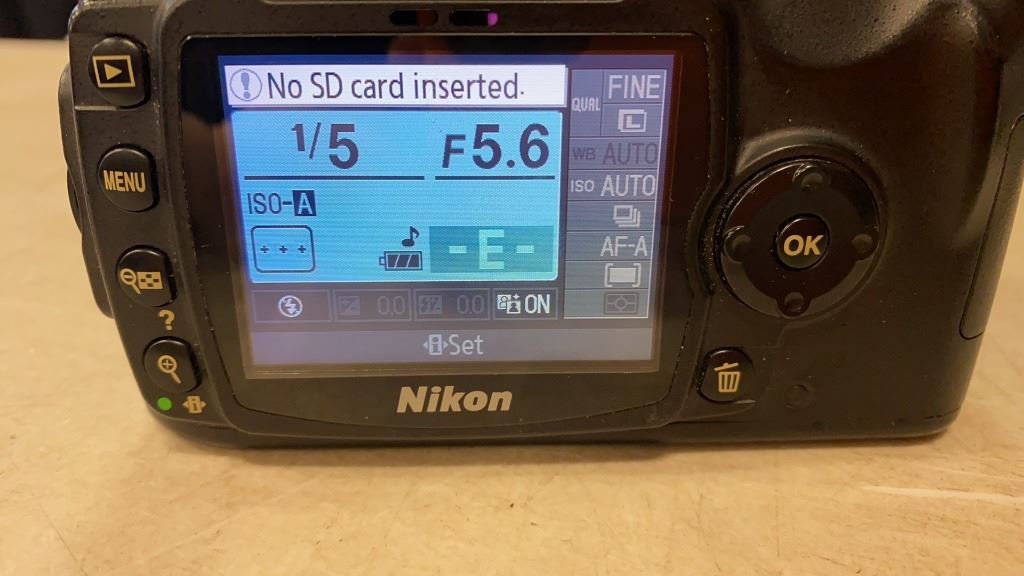 No SD card inserted.
1/5 F5.6
ISO-A
-E-
0.0 0.0 ON
Set
QUAL FINE
L
WB AUTO
ISO AUTO
AF-A
MENU
?
OK
Nikon